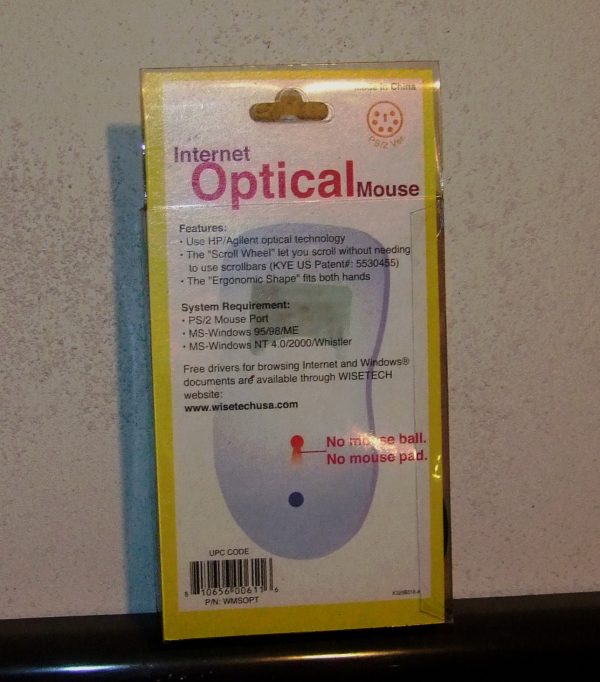 Made in China
PS/2 Ver.
Internet
Optical Mouse
Features:
• Use HP/Agilent optical technology
• The "Scroll Wheel" let you scroll without needing
to use scrollbars (KYE US Patent#: 5530455)
• The "Ergonomic Shape" fits both hands
System Requirement:
• PS/2 Mouse Port
• MS-Windows 95/98/ME
• MS-Windows NT 4.0/2000/Whistler
Free drivers for browsing Internet and Windows®
documents are available through WISETECH
website:
www.wisetechusa.com
No mouse ball.
No mouse pad.
UPC CODE
8 10656 00611 6
P/N: WMSOPT